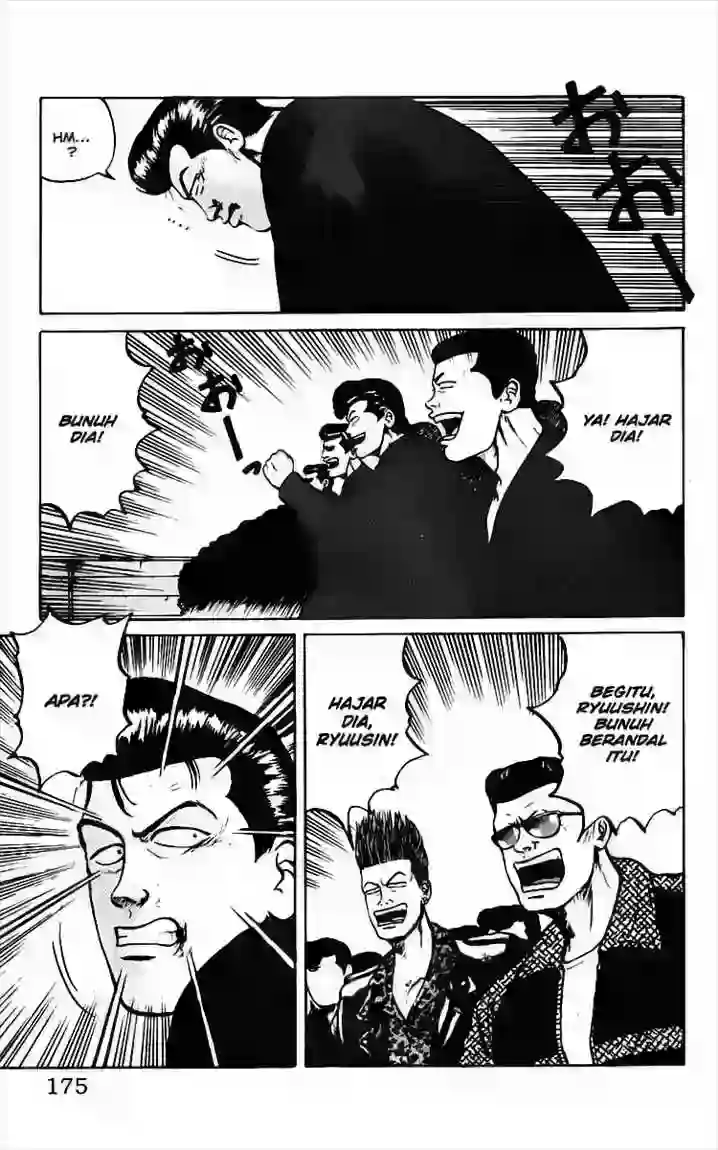 HM...
?
おおー
おおーっ
YA! HAJAR
DIA!
BUNUH
DIA!
BEGITU,
RYUUSHIN!
BUNUH
BERANDAL
ITU!
HAJAR
DIA,
RYUUSIN!
APA?!
175